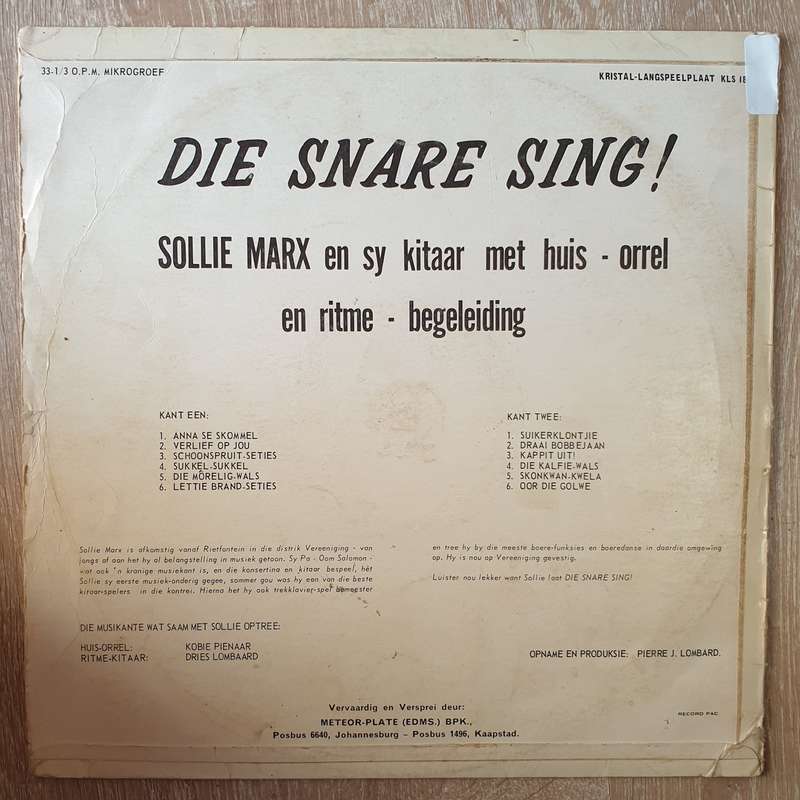 33-1/3 O.P.M. MIKROGROEF
KRISTAL-LANGSPEELPLAAT KLS
DIE SNARE SING!
SOLLIE MARX en sy kitaar met huis - orrel
en ritme - begeleiding
KANT EEN:
1. ANNA SE SKOMMEL
2. VERLIEF OP JOU
3. SCHOONSPRUIT-SETIES
4. SUKKEL-SUKKEL
5. DIE MÔRELIG-WALS
6. LETTIE BRAND-SETIES
KANT TWEE:
1. SUIKERKLONTJIE
2. DRAAI BOBBEJAAN
3. KAPPIT UIT!
4. DIE KALFIE-WALS
5. SKONKWAN-KWELA
6. OOR DIE GOLWE
Sollie Marx is afkomstig vanaf Rietfontein in die distrik Vereeniging - van
jongs af aan het hy al belangstelling in musiek getoon. Sy Pa - Oom Salomon -
wat ook 'n kranige musiekant is, en die konsertina en kitaar bespeel, hét
Sollie sy eerste musiek-onderig gegee, sommer gou was hy een van die beste
kitaar-spelers in die kontrei. Hierna het hy ook trekklavier-spel bemeester
en tree hy by die meeste boere-funksies en boeredanse in daardie omgewing
op. Hy is nou op Vereeniging gevestig.
Luister nou lekker want Sollie laat DIE SNARE SING!
DIE MUSIKANTE WAT SAAM MET SOLLIE OPTREE:
HUIS-ORREL: KOBIE PIENAAR
RITME-KITAAR: DRIES LOMBAARD
OPNAME EN PRODUKSIE: PIERRE J. LOMBARD.
Vervaardig en Versprei deur:
METEOR-PLATE (EDMS.) BPK.,
Posbus 6640, Johannesburg - Posbus 1496, Kaapstad.
RECORD PAC